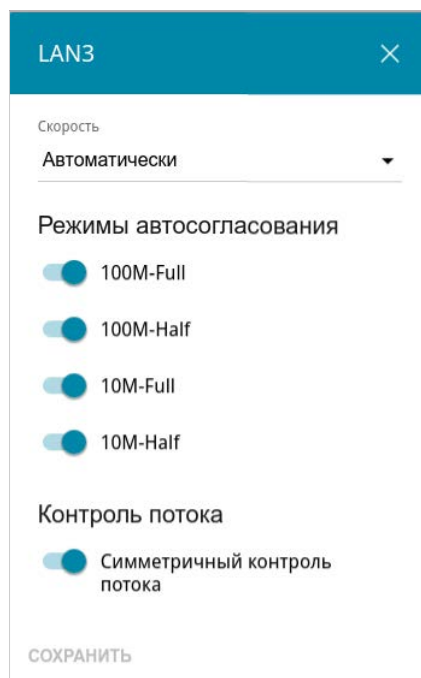 LAN3
Скорость
Автоматически
Режимы автосогласования
100M-Full
100M-Half
10M-Full
10M-Half
Контроль потока
Симметричный контроль
потока
СОХРАНИТЬ